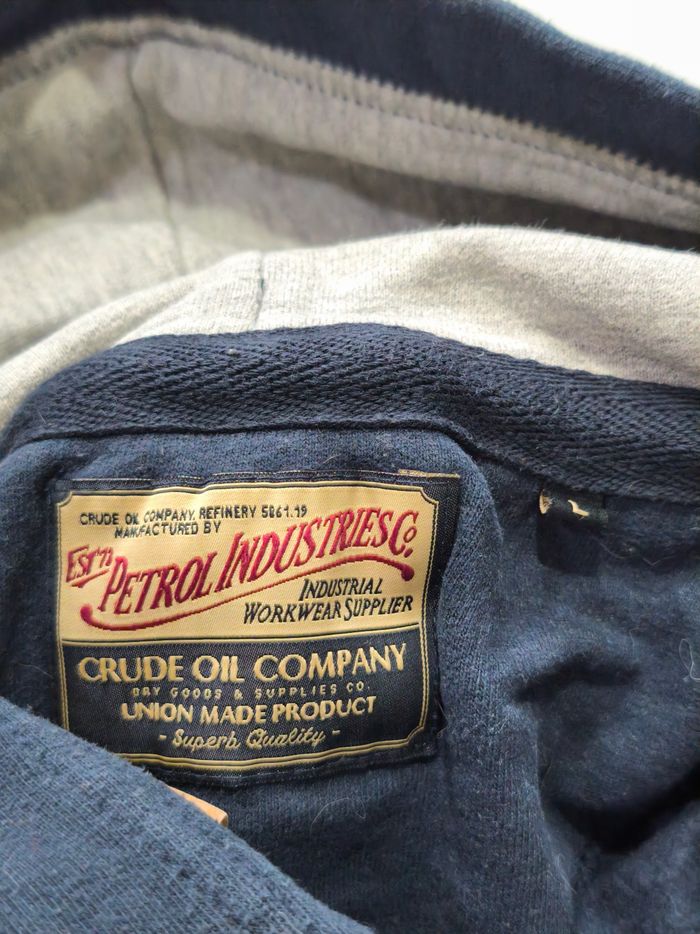 CRUDE OIL COMPANY. REFINERY 5861.19
MANUFACTURED BY
PETROL INDUSTRIES Co.
INDUSTRIAL
WORKWEAR SUPPLIER
CRUDE OIL COMPANY
DRY GOODS & SUPPLIES CO
UNION MADE PRODUCT
- Superb Quality -